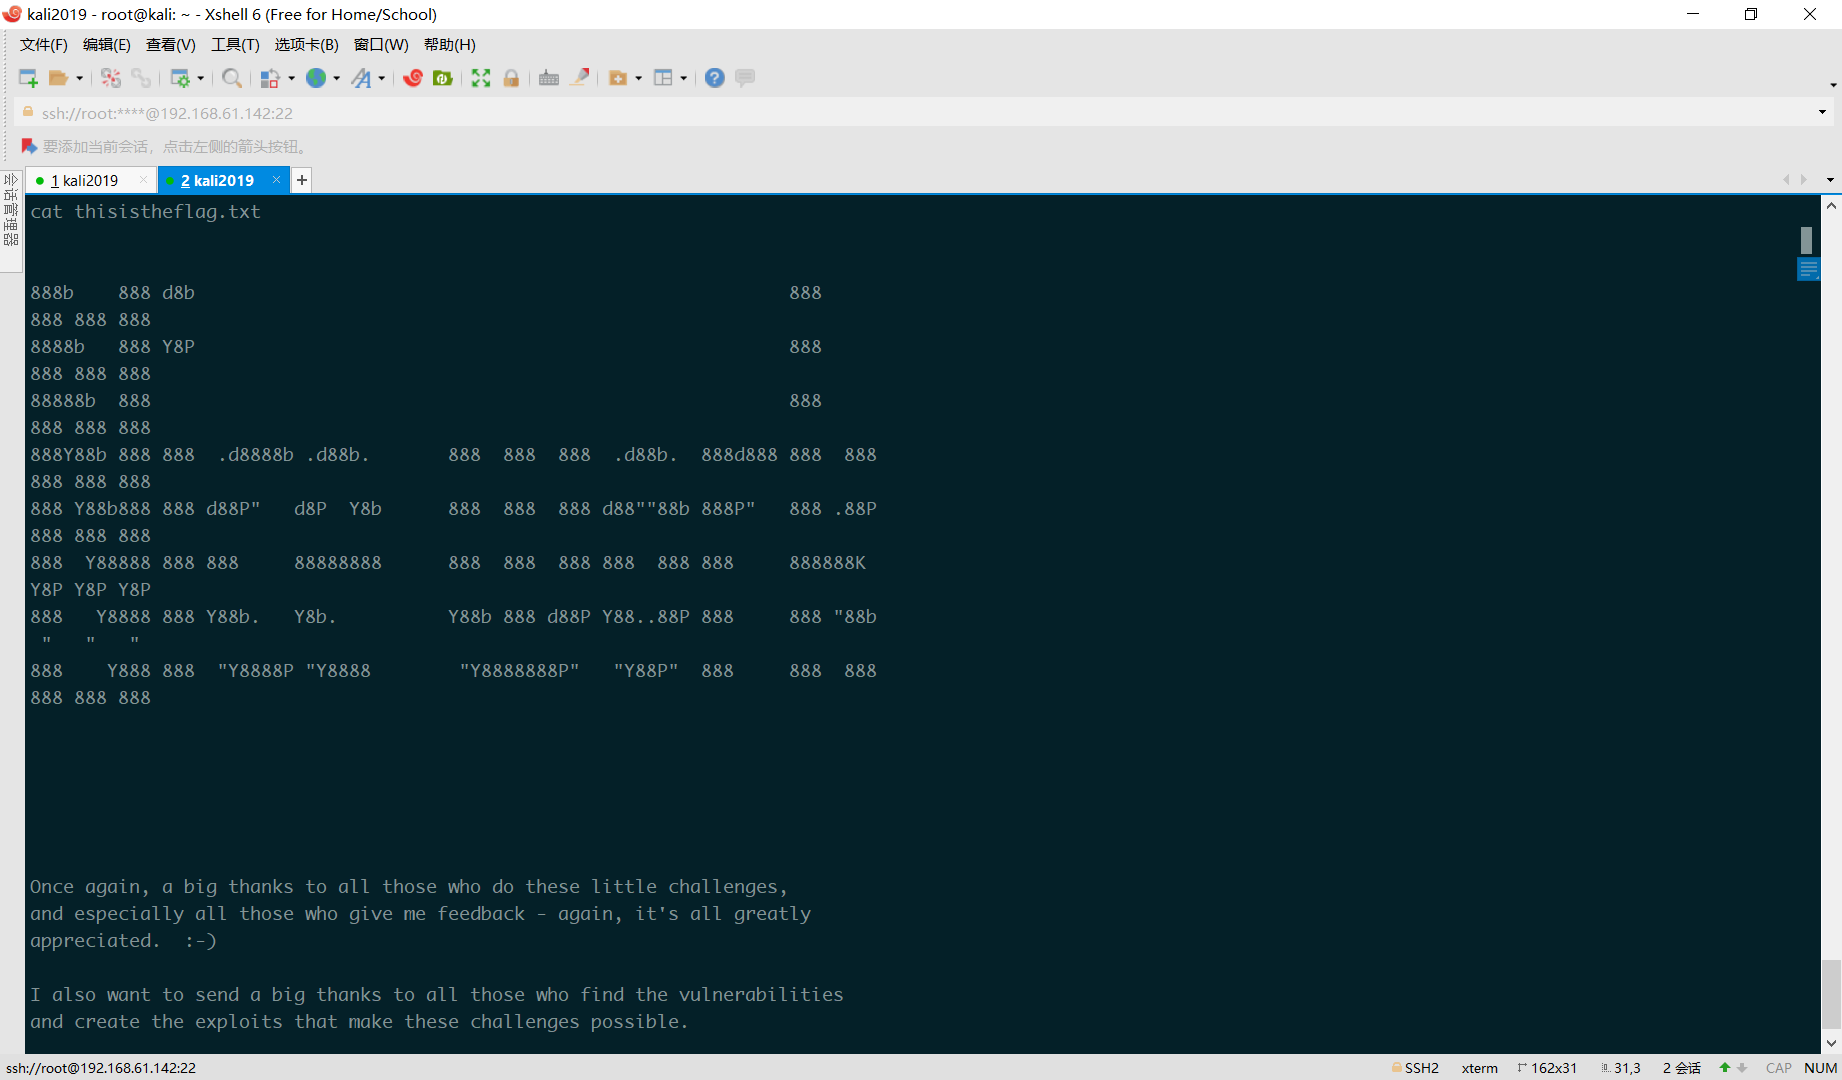 kali2019 - root@kali: ~ - Xshell 6 (Free for Home/School)
文件(F) 编辑(E) 查看(V) 工具(T) 选项卡(B) 窗口(W) 帮助(H)
ssh://root:****@192.168.61.142:22
要添加当前会话，点击左侧的箭头按钮。
会话管理器
1 kali2019 × 2 kali2019 × +
cat thisistheflag.txt
888b    888 d8b                                                      888
888 888 888
8888b   888 Y8P                                                      888
888 888 888
88888b  888                                                          888
888 888 888
888Y88b 888 888  .d8888b .d88b.       888  888  888  .d88b.  888d888 888  888
888 888 888
888 Y88b888 888 d88P"   d8P  Y8b      888  888  888 d88""88b 888P"   888 .88P
888 888 888
888  Y88888 888 888     88888888      888  888  888 888  888 888     888888K
Y8P Y8P Y8P
888   Y8888 888 Y88b.   Y8b.          Y88b 888 d88P Y88..88P 888     888 "88b
 "   "   "
888    Y888 888  "Y8888P "Y8888        "Y8888888P"   "Y88P"  888     888  888
888 888 888
Once again, a big thanks to all those who do these little challenges,
and especially all those who give me feedback - again, it's all greatly
appreciated.  :-)
I also want to send a big thanks to all those who find the vulnerabilities
and create the exploits that make these challenges possible.
ssh://root@192.168.61.142:22 SSH2 xterm 162x31 31,3 2 会话 CAP NUM